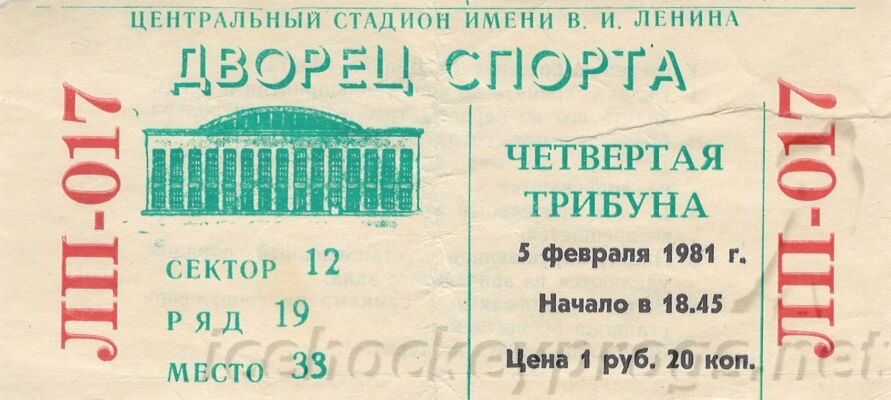 ЦЕНТРАЛЬНЫЙ СТАДИОН ИМЕНИ В. И. ЛЕНИНА
ДВОРЕЦ СПОРТА
ЛП-017
ЧЕТВЕРТАЯ
ТРИБУНА
СЕКТОР 12
РЯД 19
МЕСТО 33
5 февраля 1981 г.
Начало в 18.45
Цена 1 руб. 20 коп.
ЛП-017
icehockeyprogs.net